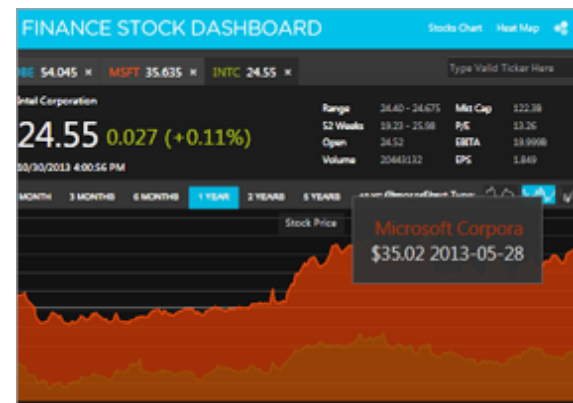 FINANCE STOCK DASHBOARD
Stocks Chart Heat Map
BE 54.045 × MSFT 35.635 × INTC 24.55 ×
Type Valid Ticker Here
Intel Corporation
24.55 0.027 (+0.11%)
10/30/2013 4:00:56 PM
Range 24.40 - 24.675 Mkt Cap 122.3B
52 Weeks 19.23 - 25.98 P/E 13.26
Open 24.52 EBITA 19.999B
Volume 20443132 EPS 1.849
MONTH 3 MONTHS 6 MONTHS 1 YEAR 2 YEARS 5 YEARS
Stock Price
Microsoft Corpora
$35.02 2013-05-28